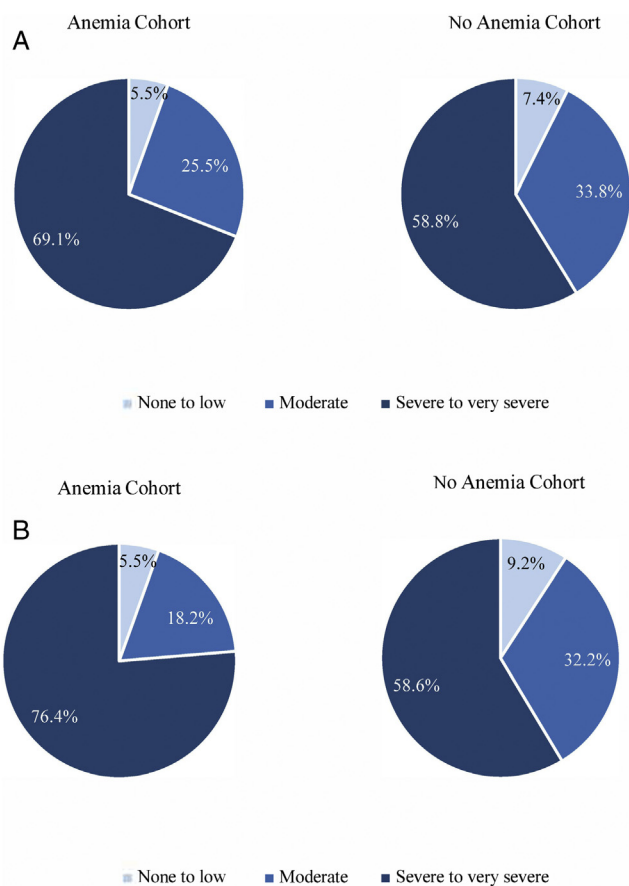 A
Anemia Cohort
No Anemia Cohort
5.5%
25.5%
69.1%
7.4%
33.8%
58.8%
None to low
Moderate
Severe to very severe
B
Anemia Cohort
No Anemia Cohort
5.5%
18.2%
76.4%
9.2%
32.2%
58.6%
None to low
Moderate
Severe to very severe